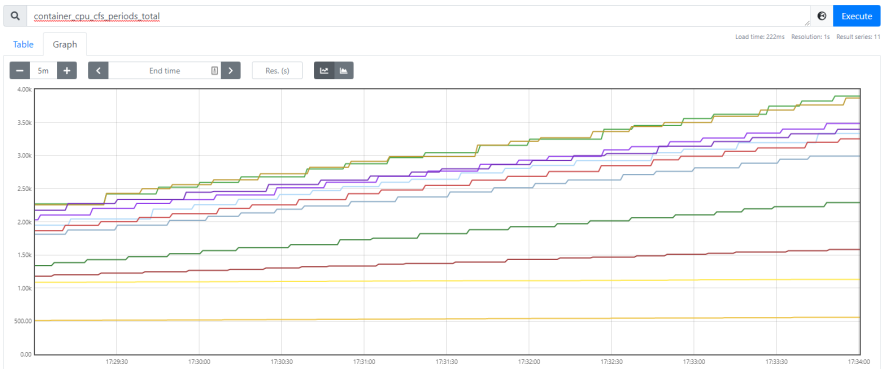 container_cpu_cfs_periods_total
Execute
Load time: 222ms Resolution: 1s Result series: 11
Table
Graph
5m
End time
Res. (s)
4.00k
3.50k
3.00k
2.50k
2.00k
1.50k
1.00k
500.00
0.00
17:29:30
17:30:00
17:30:30
17:31:00
17:31:30
17:32:00
17:32:30
17:33:00
17:33:30
17:34:00